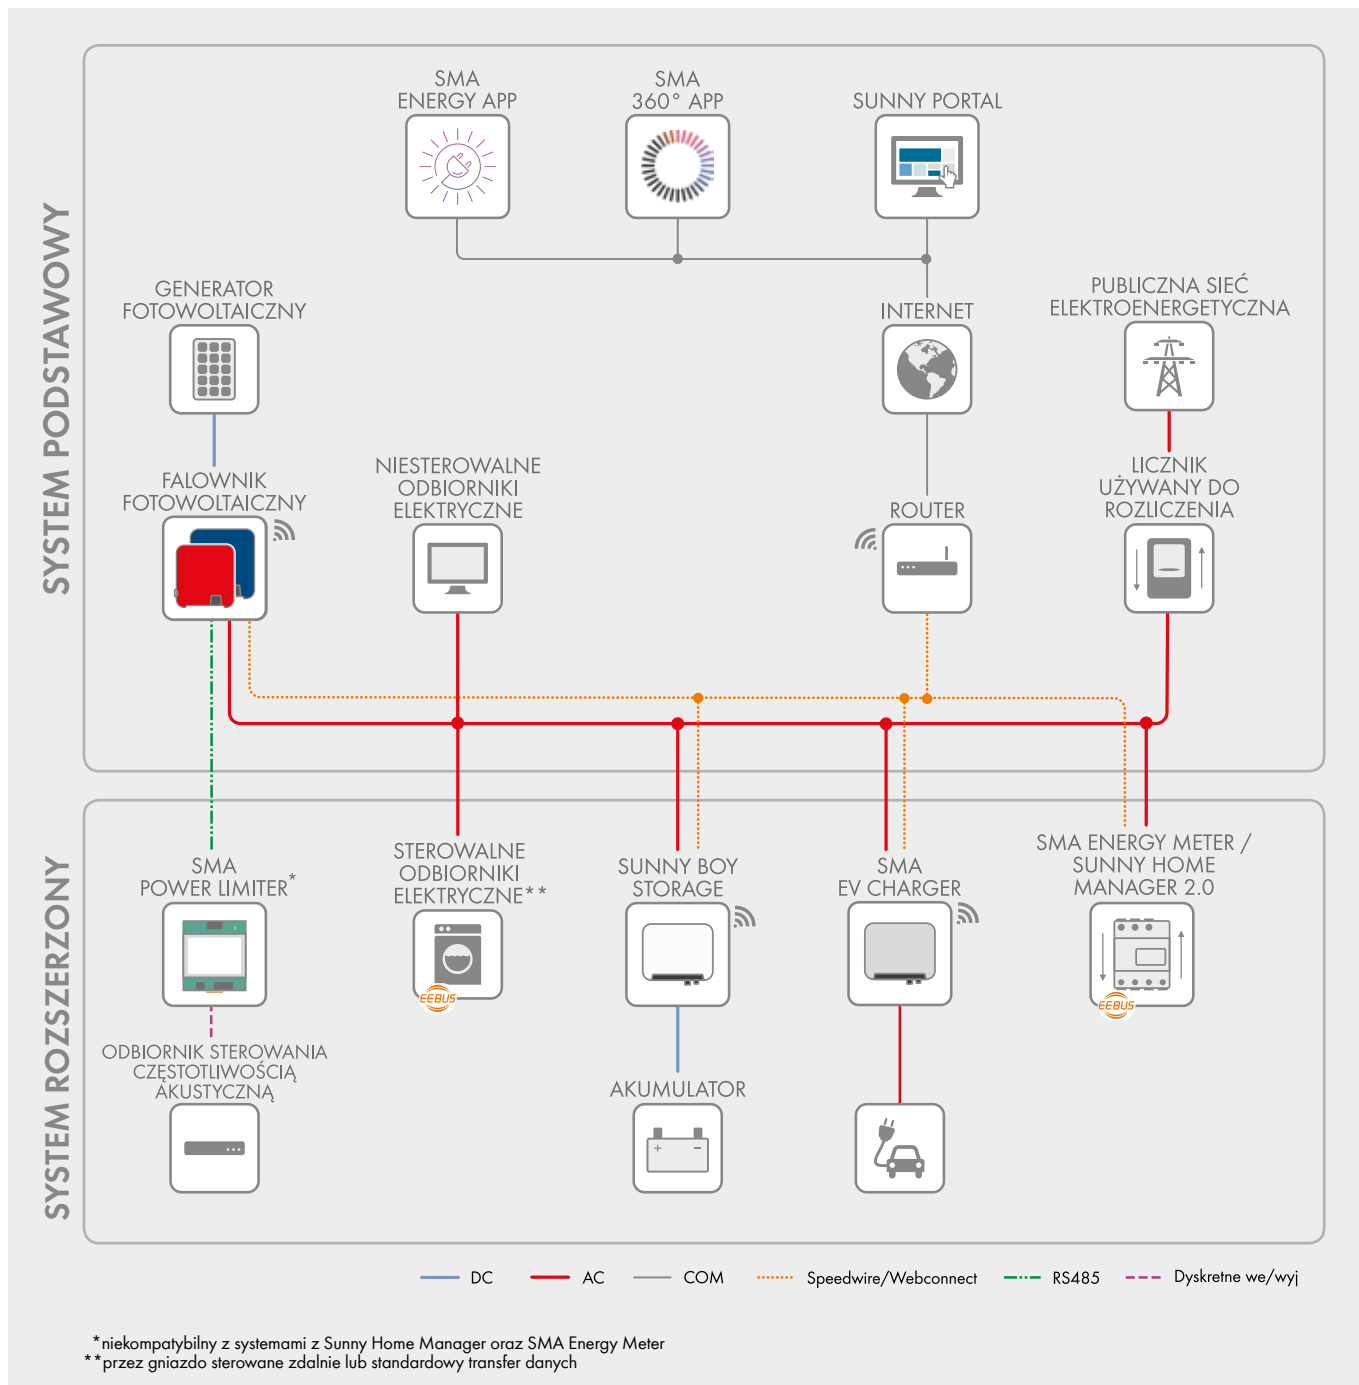 SYSTEM PODSTAWOWY
SMA
ENERGY APP
SMA
360° APP
SUNNY PORTAL
GENERATOR
FOTOWOLTAICZNY
INTERNET
PUBLICZNA SIEĆ
ELEKTROENERGETYCZNA
FALOWNIK
FOTOWOLTAICZNY
NIESTEROWALNE
ODBIORNIKI
ELEKTRYCZNE
ROUTER
LICZNIK
UŻYWANY DO
ROZLICZENIA
SYSTEM ROZSZERZONY
SMA
POWER LIMITER*
STEROWALNE
ODBIORNIKI
ELEKTRYCZNE**
EEBUS
SUNNY BOY
STORAGE
SMA
EV CHARGER
SMA ENERGY METER /
SUNNY HOME
MANAGER 2.0
EEBUS
ODBIORNIK STEROWANIA
CZĘSTOTLIWOŚCIĄ
AKUSTYCZNĄ
AKUMULATOR
+ −
DC
AC
COM
Speedwire/Webconnect
RS485
Dyskretne we/wyj
*niekompatybilny z systemami z Sunny Home Manager oraz SMA Energy Meter
**przez gniazdo sterowane zdalnie lub standardowy transfer danych